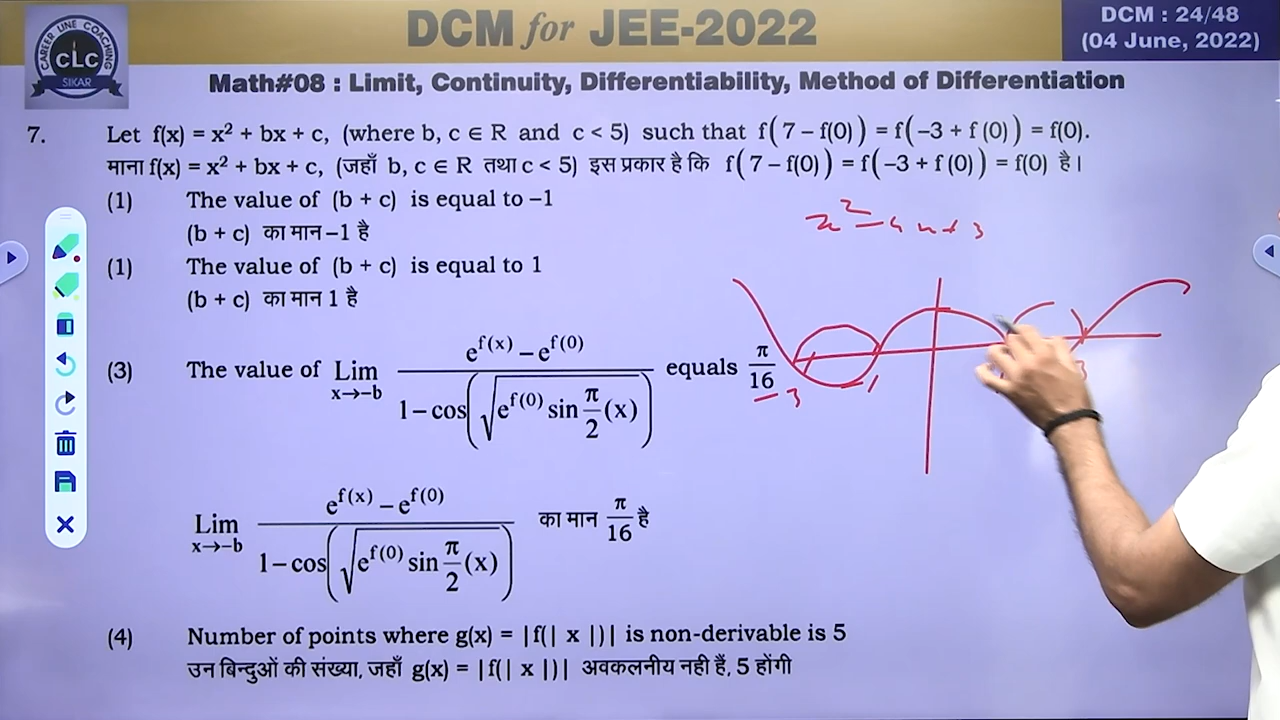 CAREER LINE COACHING
CLC
SIKAR
DCM for JEE-2022
DCM : 24/48
(04 June, 2022)
Math#08 : Limit, Continuity, Differentiability, Method of Differentiation
7. Let f(x) = x² + bx + c, (where b, c ∈ R and c < 5) such that f(7 – f(0)) = f(–3 + f (0)) = f(0).
माना f(x) = x² + bx + c, (जहाँ b, c ∈ R तथा c < 5) इस प्रकार है कि f(7 – f(0)) = f(–3 + f (0)) = f(0) है।
(1) The value of (b + c) is equal to –1
(b + c) का मान –1 है
(1) The value of (b + c) is equal to 1
(b + c) का मान 1 है
(3) The value of Lim x→–b (e^f(x) – e^f(0)) / (1 – cos(√(e^f(0) sin π/2 (x)))) equals π/16
Lim x→–b (e^f(x) – e^f(0)) / (1 – cos(√(e^f(0) sin π/2 (x)))) का मान π/16 है
(4) Number of points where g(x) = |f(| x |)| is non-derivable is 5
उन बिन्दुओं की संख्या, जहाँ g(x) = |f(| x |)| अवकलनीय नही हैं, 5 होंगी
x² – 4x + 3
–3 –1 3